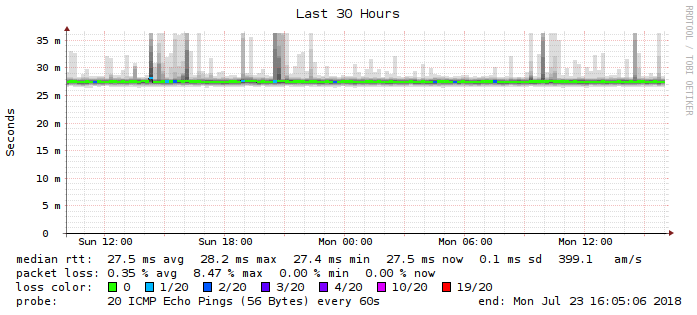 Last 30 Hours
RRDTOOL / TOBI OETIKER
Seconds
35 m
30 m
25 m
20 m
15 m
10 m
5 m
0
Sun 12:00 Sun 18:00 Mon 00:00 Mon 06:00 Mon 12:00
median rtt: 27.5 ms avg 28.2 ms max 27.4 ms min 27.5 ms now 0.1 ms sd 399.1 am/s
packet loss: 0.35 % avg 8.47 % max 0.00 % min 0.00 % now
loss color: 0 1/20 2/20 3/20 4/20 10/20 19/20
probe: 20 ICMP Echo Pings (56 Bytes) every 60s end: Mon Jul 23 16:05:06 2018